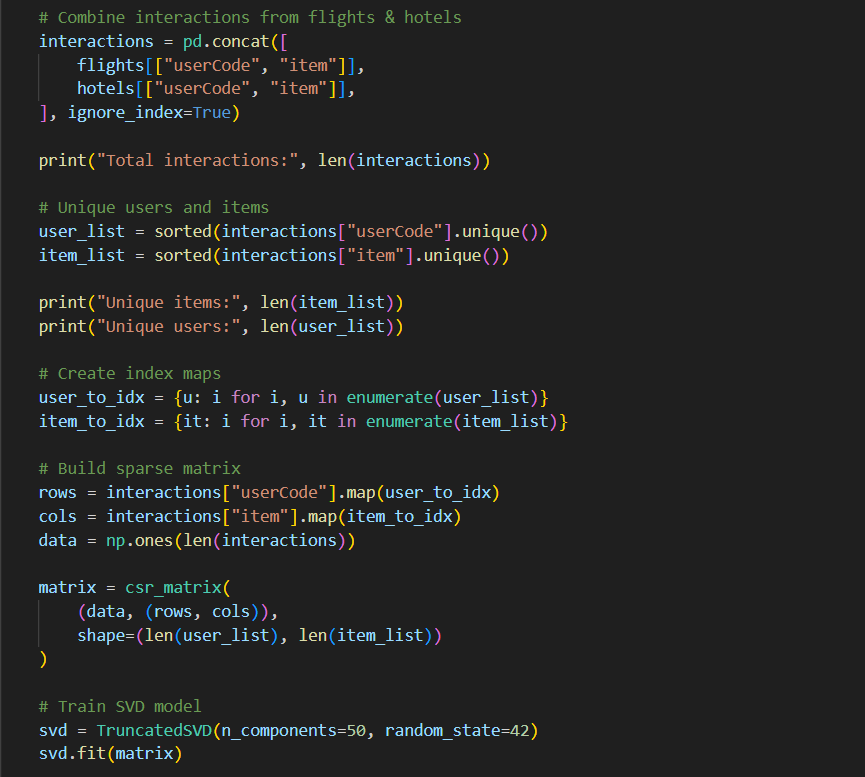 # Combine interactions from flights & hotels
interactions = pd.concat([
    flights[["userCode", "item"]],
    hotels[["userCode", "item"]],
], ignore_index=True)

print("Total interactions:", len(interactions))

# Unique users and items
user_list = sorted(interactions["userCode"].unique())
item_list = sorted(interactions["item"].unique())

print("Unique items:", len(item_list))
print("Unique users:", len(user_list))

# Create index maps
user_to_idx = {u: i for i, u in enumerate(user_list)}
item_to_idx = {it: i for i, it in enumerate(item_list)}

# Build sparse matrix
rows = interactions["userCode"].map(user_to_idx)
cols = interactions["item"].map(item_to_idx)
data = np.ones(len(interactions))

matrix = csr_matrix(
    (data, (rows, cols)),
    shape=(len(user_list), len(item_list))
)

# Train SVD model
svd = TruncatedSVD(n_components=50, random_state=42)
svd.fit(matrix)